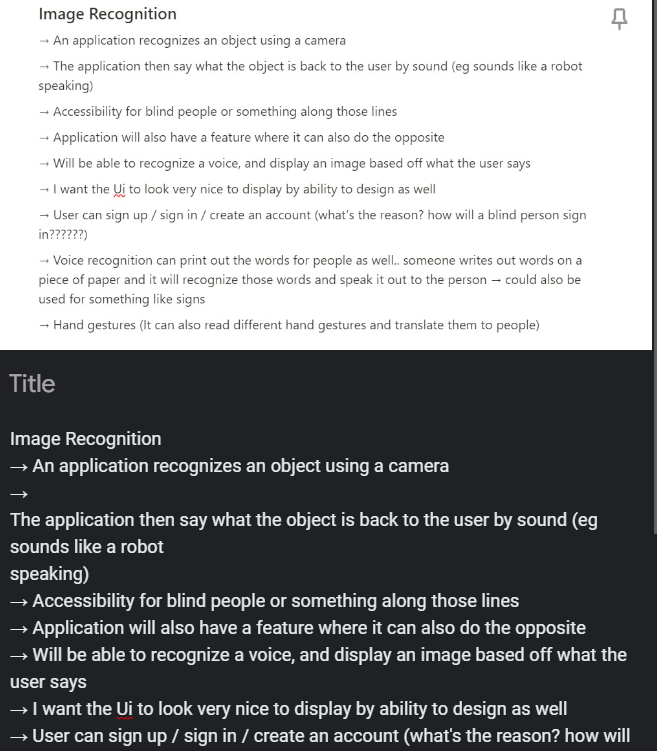 Image Recognition
→ An application recognizes an object using a camera
→ The application then say what the object is back to the user by sound (eg sounds like a robot
speaking)
→ Accessibility for blind people or something along those lines
→ Application will also have a feature where it can also do the opposite
→ Will be able to recognize a voice, and display an image based off what the user says
→ I want the Ui to look very nice to display by ability to design as well
→ User can sign up / sign in / create an account (what's the reason? how will a blind person sign
in??????)
→ Voice recognition can print out the words for people as well.. someone writes out words on a
piece of paper and it will recognize those words and speak it out to the person → could also be
used for something like signs
→ Hand gestures (It can also read different hand gestures and translate them to people)
Title
Image Recognition
→ An application recognizes an object using a camera
→
The application then say what the object is back to the user by sound (eg
sounds like a robot
speaking)
→ Accessibility for blind people or something along those lines
→ Application will also have a feature where it can also do the opposite
→ Will be able to recognize a voice, and display an image based off what the
user says
→ I want the Ui to look very nice to display by ability to design as well
→ User can sign up / sign in / create an account (what's the reason? how will